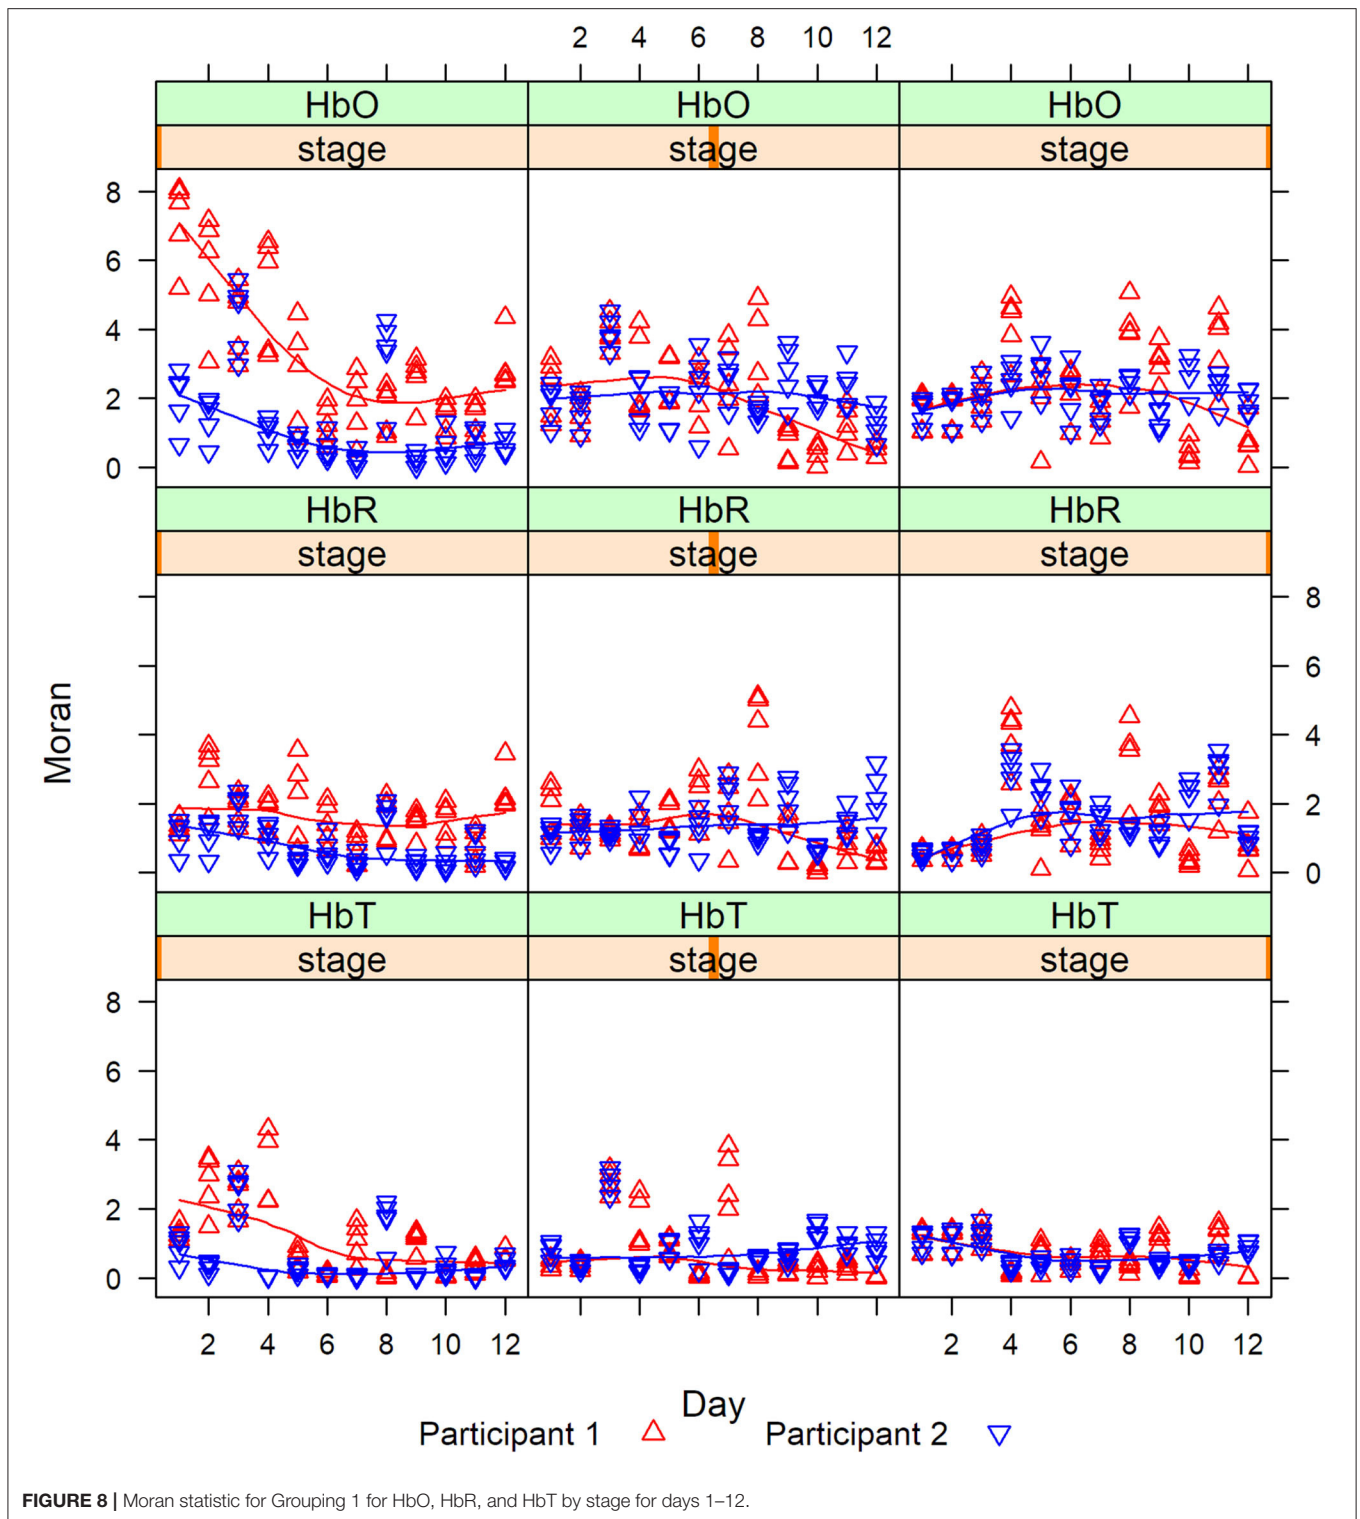 2 4 6 8 10 12
HbO HbO HbO
stage stage stage
8
6
4
2
0
HbR HbR HbR
stage stage stage
8
6
4
2
0
Moran
HbT HbT HbT
stage stage stage
8
6
4
2
0
2 4 6 8 10 12 2 4 6 8 10 12
Day
Participant 1 Participant 2
FIGURE 8 | Moran statistic for Grouping 1 for HbO, HbR, and HbT by stage for days 1–12.